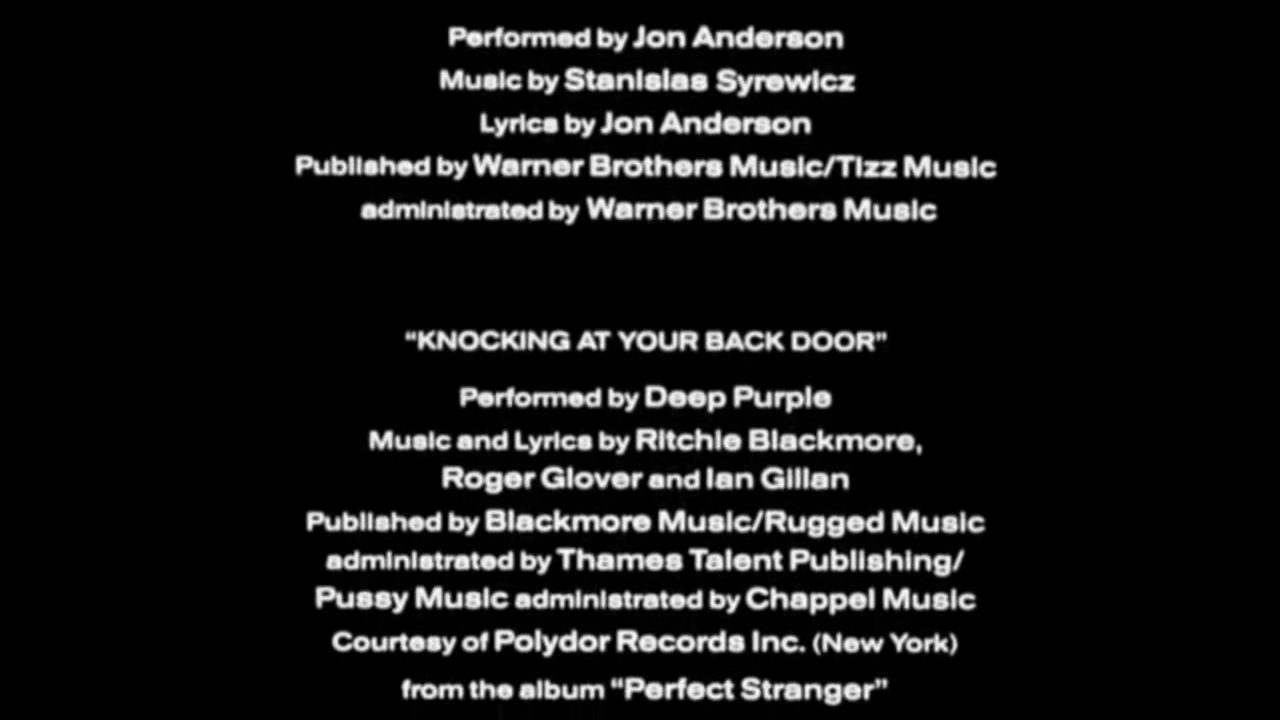 Performed by Jon Anderson
Music by Stanislas Syrewicz
Lyrics by Jon Anderson
Published by Warner Brothers Music/Tizz Music
administrated by Warner Brothers Music
“KNOCKING AT YOUR BACK DOOR”
Performed by Deep Purple
Music and Lyrics by Ritchie Blackmore,
Roger Glover and Ian Gillan
Published by Blackmore Music/Rugged Music
administrated by Thames Talent Publishing/
Pussy Music administrated by Chappel Music
Courtesy of Polydor Records Inc. (New York)
from the album “Perfect Stranger”